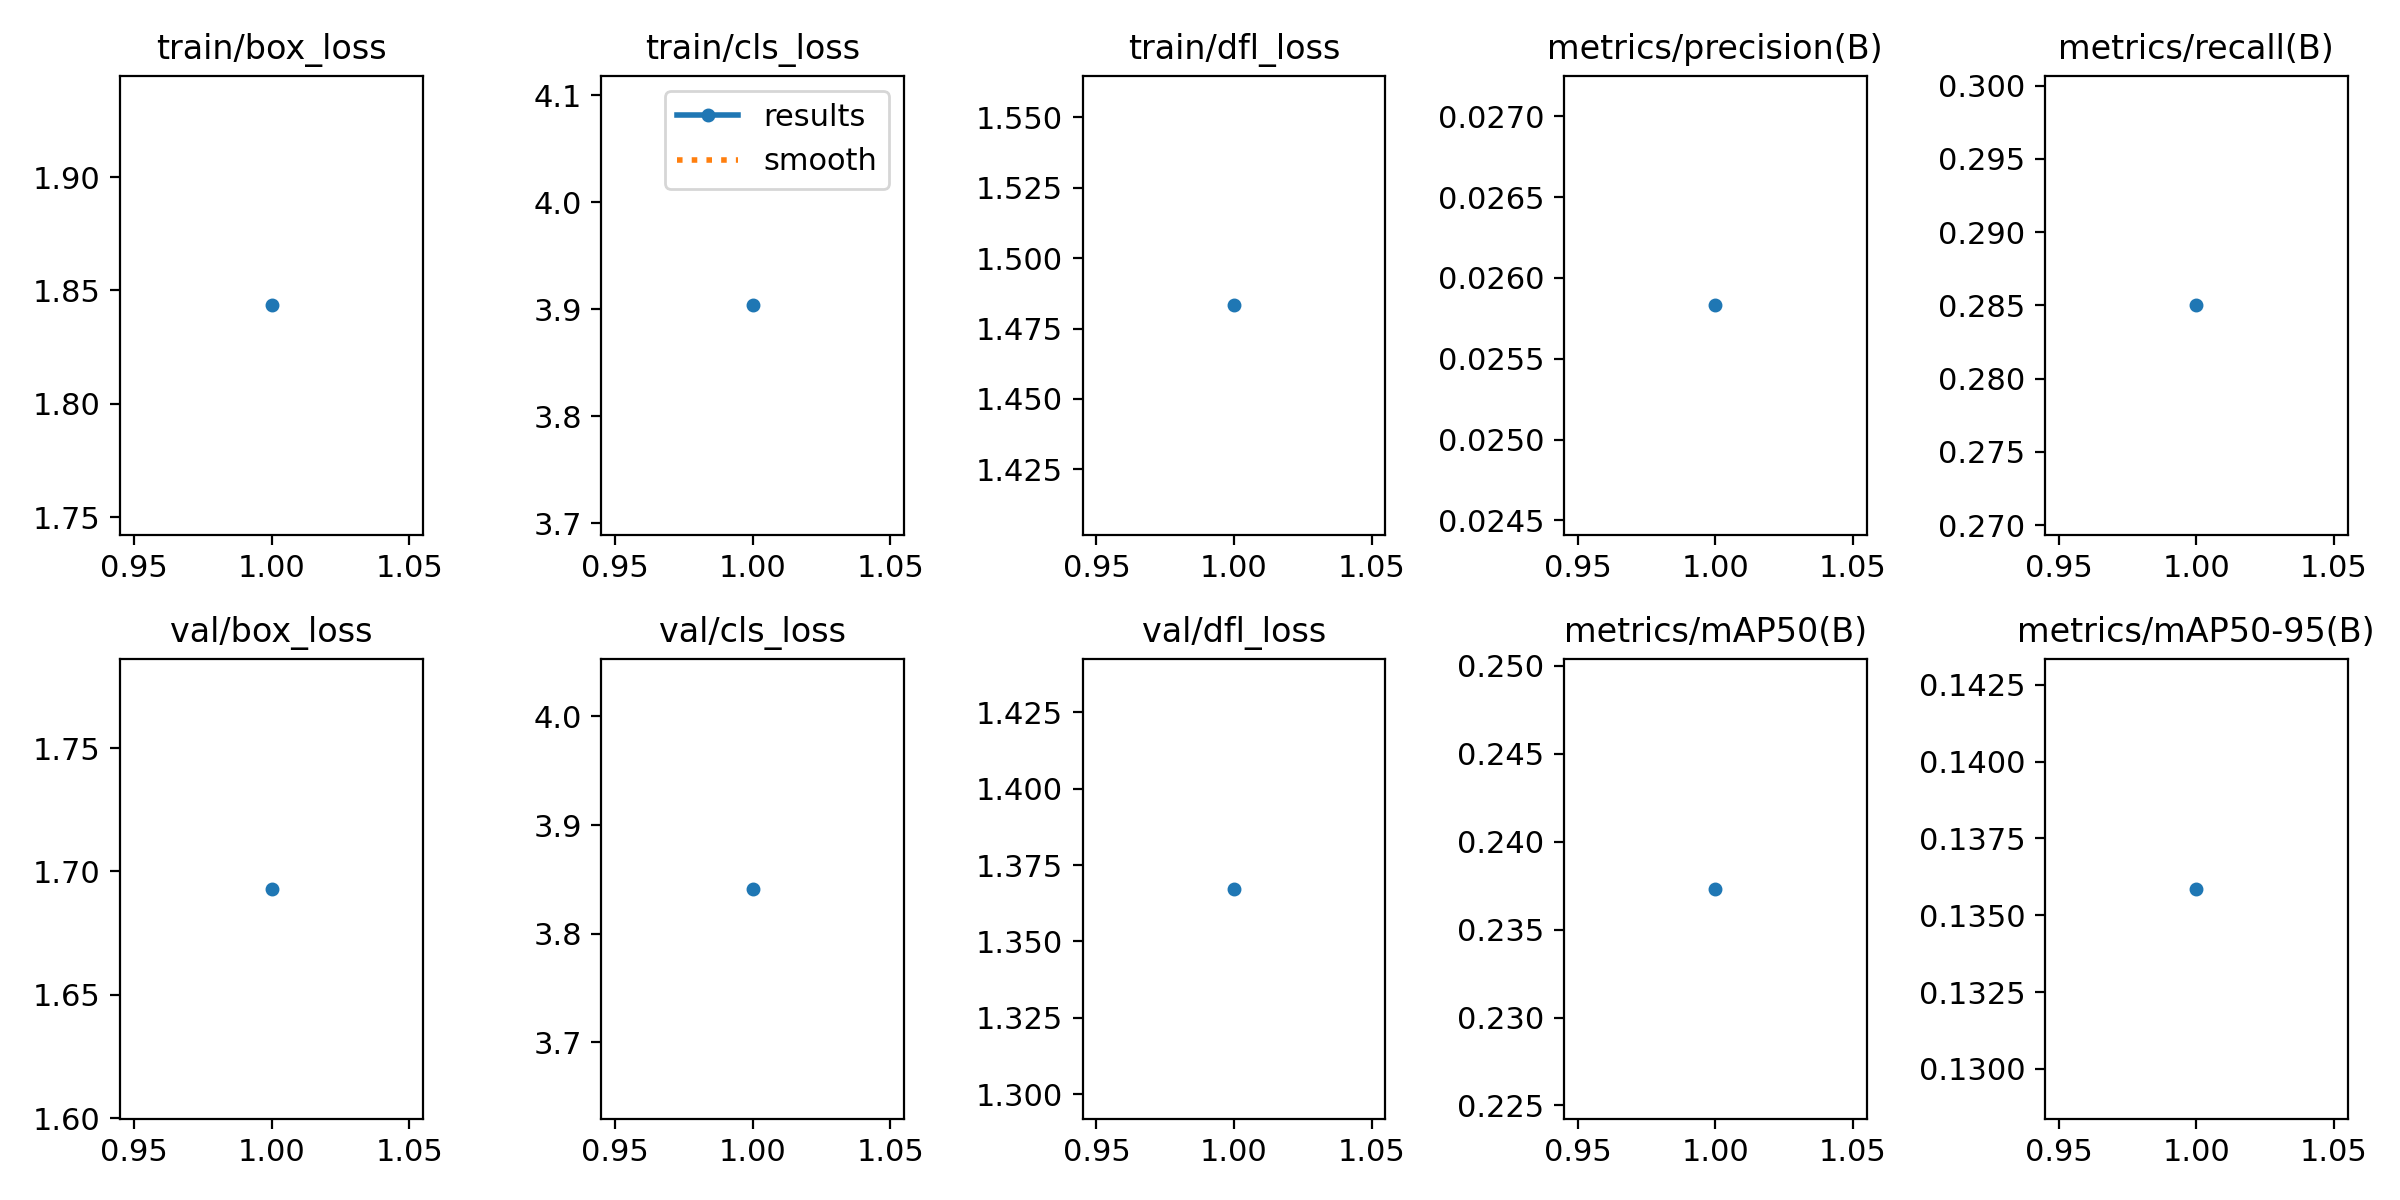 train/box_loss
1.90
1.85
1.80
1.75
0.95 1.00 1.05
train/cls_loss
4.1
4.0
3.9
3.8
3.7
results
smooth
0.95 1.00 1.05
train/dfl_loss
1.550
1.525
1.500
1.475
1.450
1.425
0.95 1.00 1.05
metrics/precision(B)
0.0270
0.0265
0.0260
0.0255
0.0250
0.0245
0.95 1.00 1.05
metrics/recall(B)
0.300
0.295
0.290
0.285
0.280
0.275
0.270
0.95 1.00 1.05
val/box_loss
1.75
1.70
1.65
1.60
0.95 1.00 1.05
val/cls_loss
4.0
3.9
3.8
3.7
0.95 1.00 1.05
val/dfl_loss
1.425
1.400
1.375
1.350
1.325
1.300
0.95 1.00 1.05
metrics/mAP50(B)
0.250
0.245
0.240
0.235
0.230
0.225
0.95 1.00 1.05
metrics/mAP50-95(B)
0.1425
0.1400
0.1375
0.1350
0.1325
0.1300
0.95 1.00 1.05